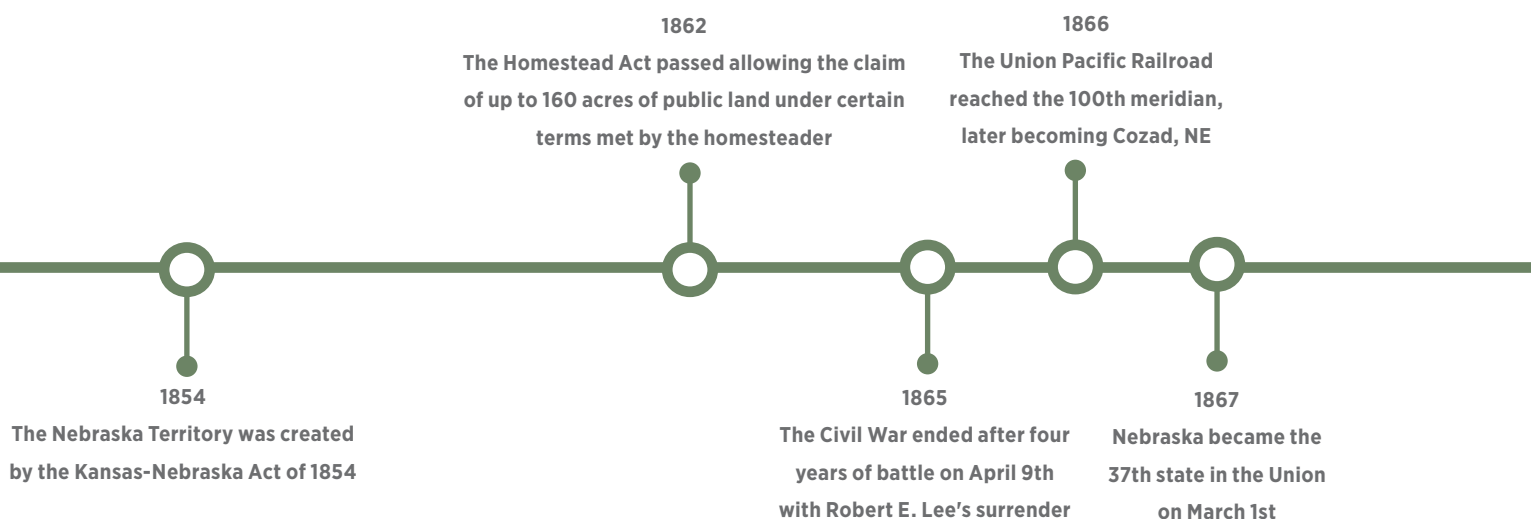 1854
The Nebraska Territory was created
by the Kansas-Nebraska Act of 1854
1862
The Homestead Act passed allowing the claim
of up to 160 acres of public land under certain
terms met by the homesteader
1865
The Civil War ended after four
years of battle on April 9th
with Robert E. Lee's surrender
1866
The Union Pacific Railroad
reached the 100th meridian,
later becoming Cozad, NE
1867
Nebraska became the
37th state in the Union
on March 1st